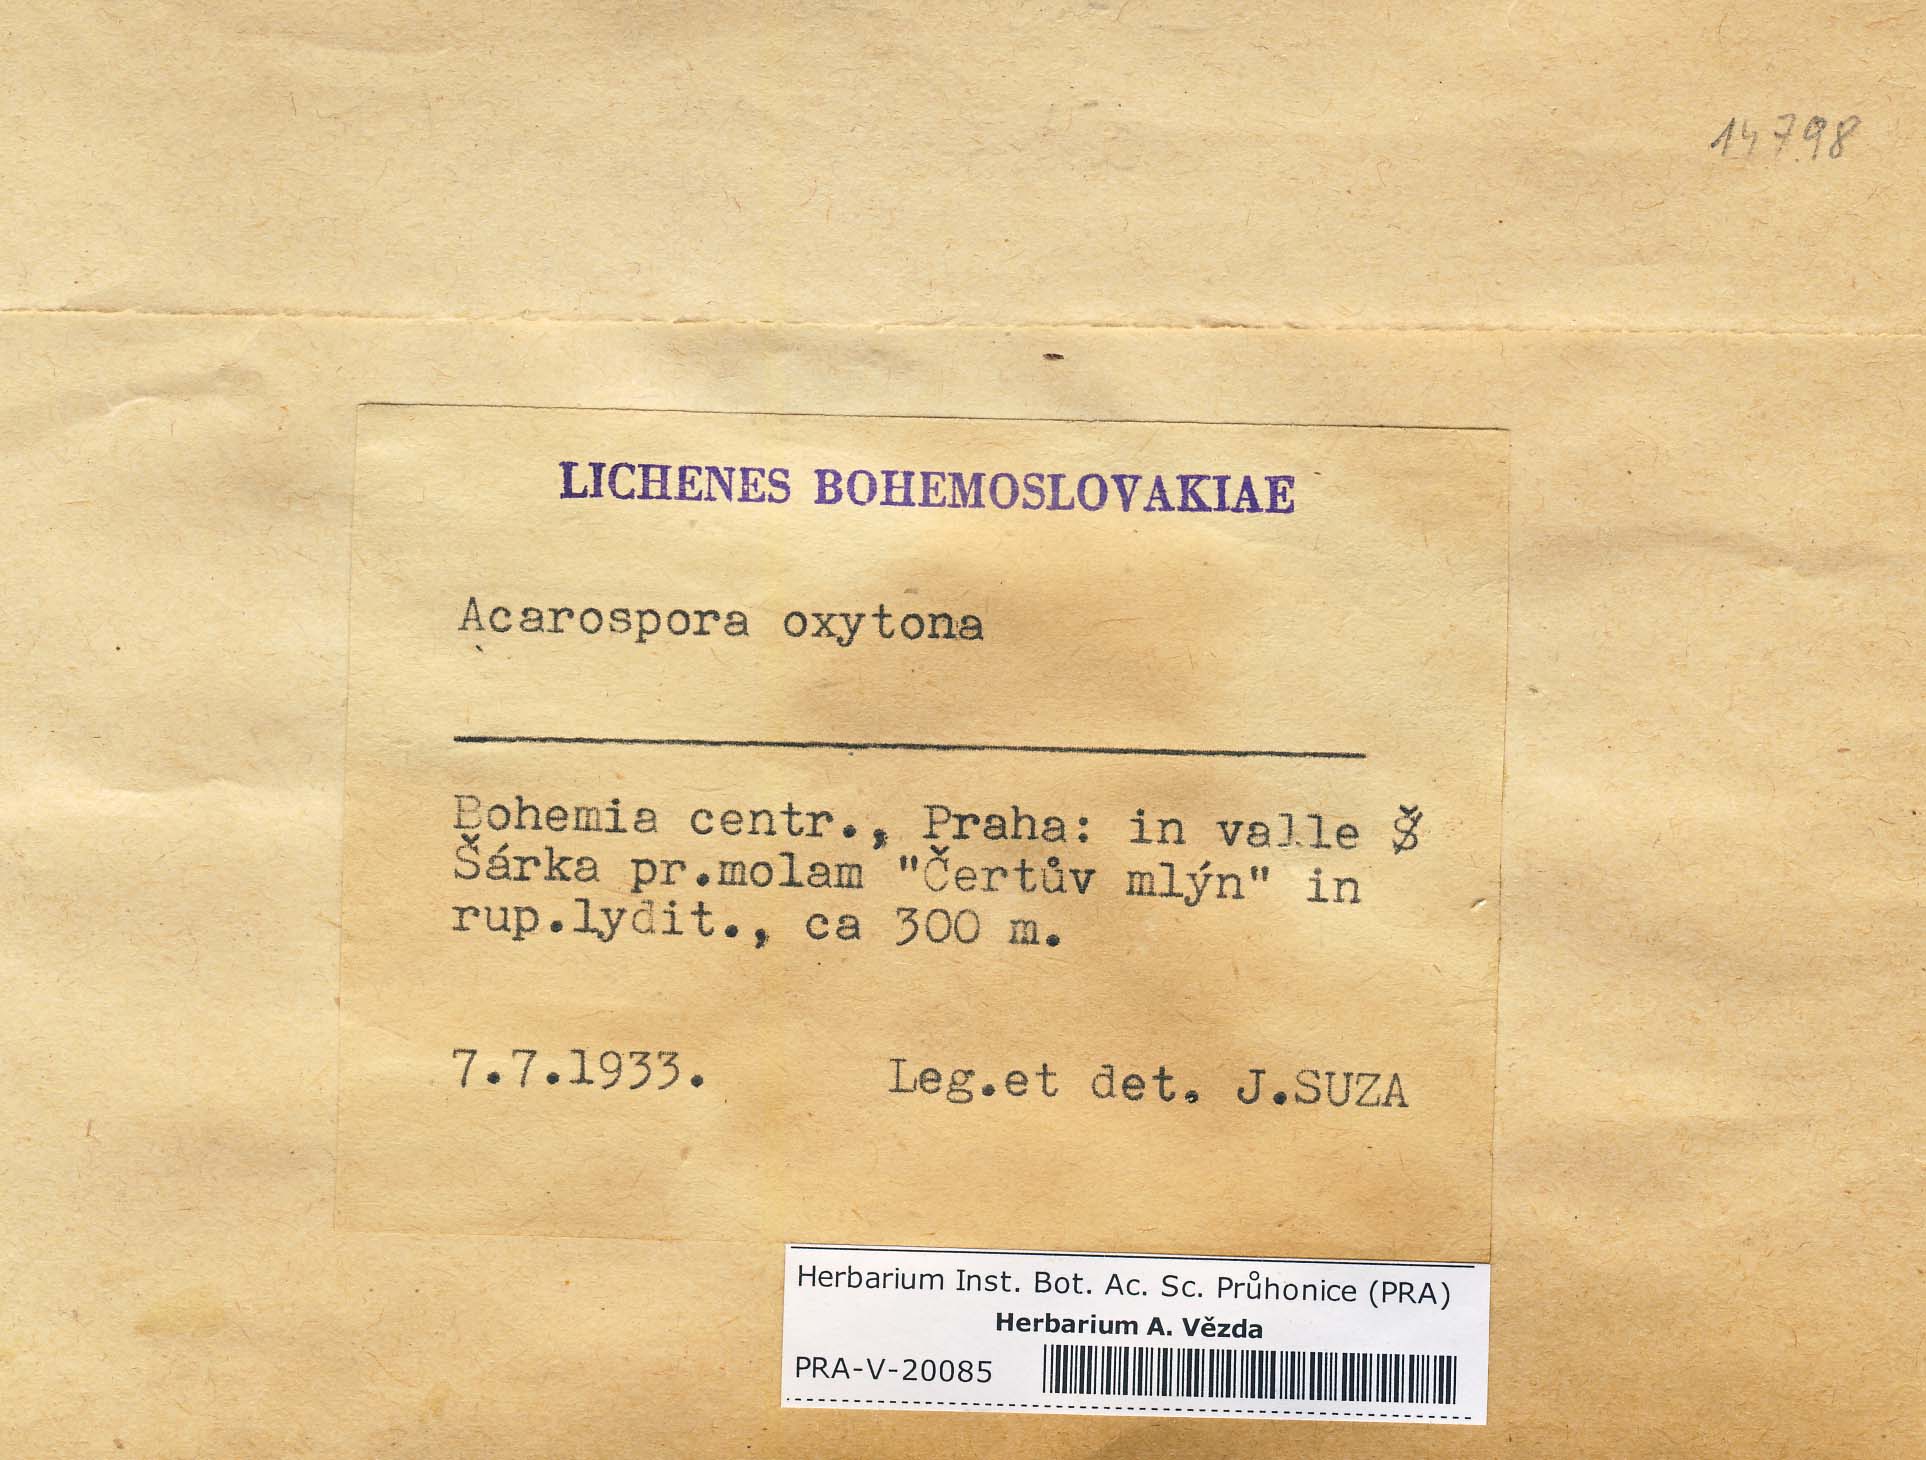 14798
LICHENES BOHEMOSLOVAKIAE
Acarospora oxytona
Bohemia centr., Praha: in valle Š
Šárka pr.molam "Čertův mlýn" in
rup.lydit., ca 300 m.
7.7.1933. Leg.et det. J.SUZA
Herbarium Inst. Bot. Ac. Sc. Průhonice (PRA)
Herbarium A. Vězda
PRA-V-20085